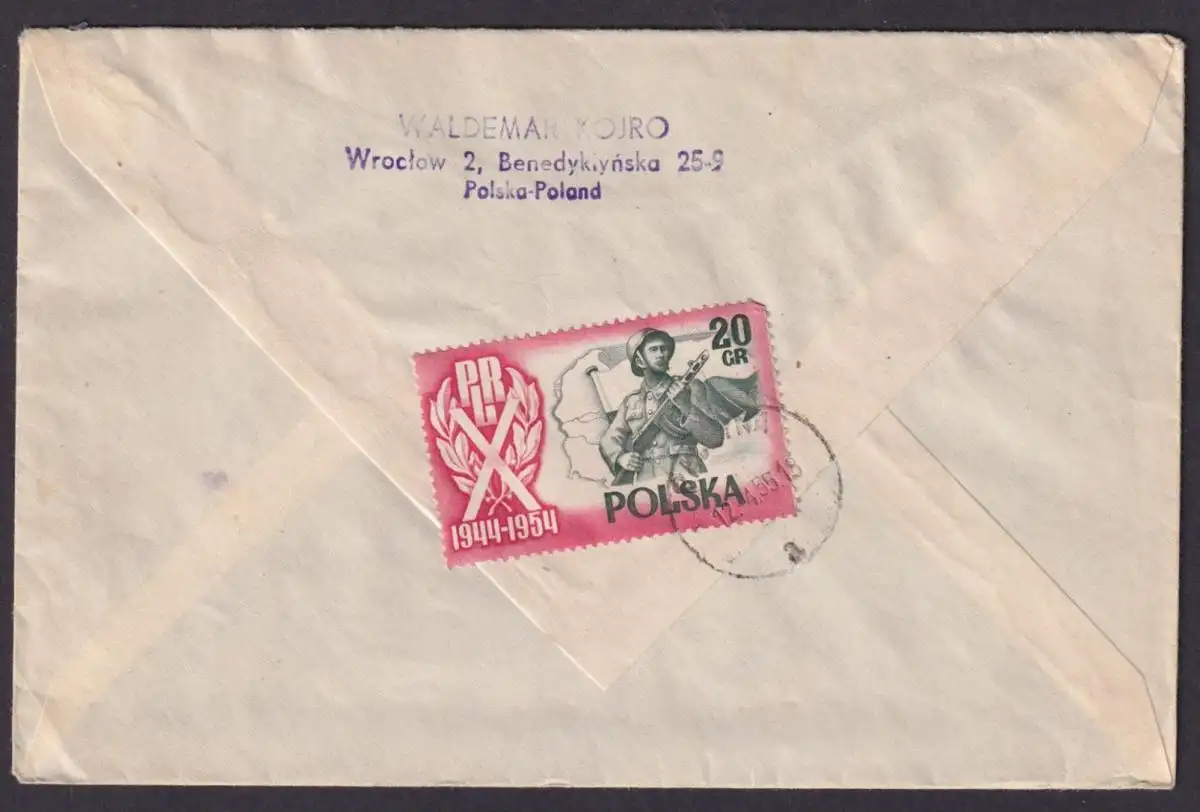 WALDEMAR KOJRO
Wrocław 2, Benedyktyńska 25-9
Polska-Poland
PRL
X
1944-1954
20
GR
POLSKA
a